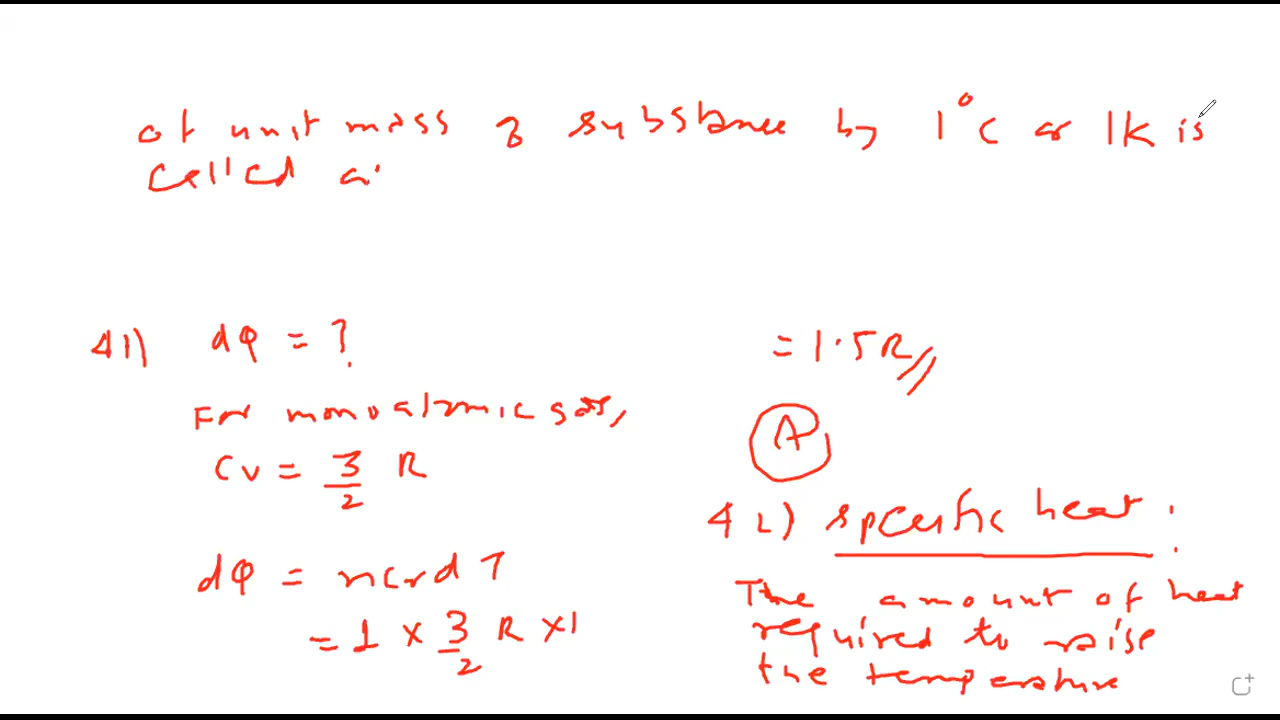 of unit mass of substance by 1°C or 1K is
called a
41) dQ = ?
For monoatomic gas,
Cv = 3/2 R
dQ = nCvdT
= 1 × 3/2 R × 1
= 1.5R//
A
42) specific heat :
The amount of heat
required to raise
the temperature